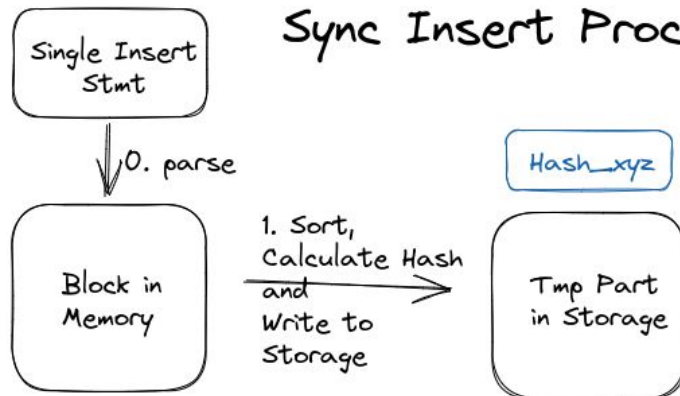 Sync Insert Proc
Single Insert
Stmt
0. parse
Hash_xyz
Block in
Memory
1. Sort,
Calculate Hash
and
Write to
Storage
Tmp Part
in Storage